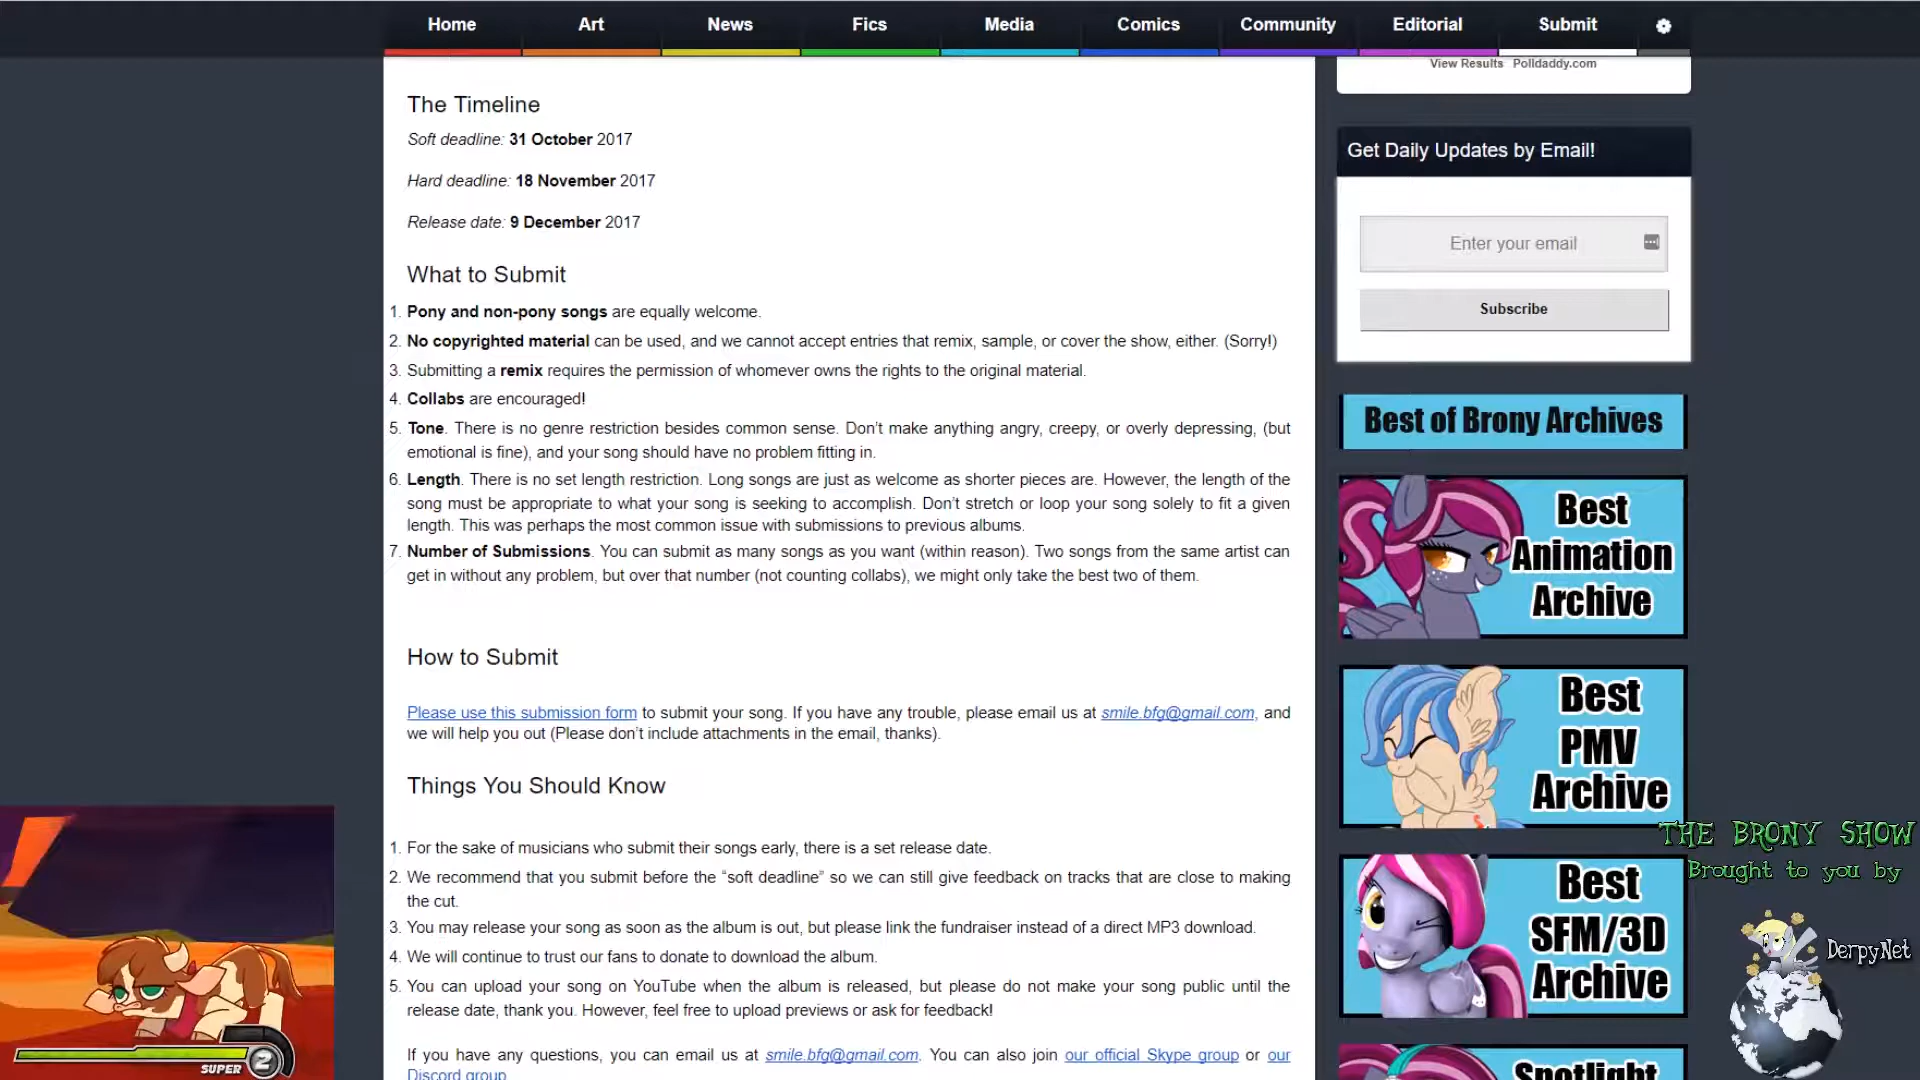 Home Art News Fics Media Comics Community Editorial Submit
View Results Polldaddy.com
The Timeline
Soft deadline: 31 October 2017
Hard deadline: 18 November 2017
Release date: 9 December 2017
What to Submit
1. Pony and non-pony songs are equally welcome.
2. No copyrighted material can be used, and we cannot accept entries that remix, sample, or cover the show, either. (Sorry!)
3. Submitting a remix requires the permission of whomever owns the rights to the original material.
4. Collabs are encouraged!
5. Tone. There is no genre restriction besides common sense. Don’t make anything angry, creepy, or overly depressing, (but
emotional is fine), and your song should have no problem fitting in.
6. Length. There is no set length restriction. Long songs are just as welcome as shorter pieces are. However, the length of the
song must be appropriate to what your song is seeking to accomplish. Don’t stretch or loop your song solely to fit a given
length. This was perhaps the most common issue with submissions to previous albums.
7. Number of Submissions. You can submit as many songs as you want (within reason). Two songs from the same artist can
get in without any problem, but over that number (not counting collabs), we might only take the best two of them.
How to Submit
Please use this submission form to submit your song. If you have any trouble, please email us at smile.bfg@gmail.com, and
we will help you out (Please don’t include attachments in the email, thanks).
Things You Should Know
1. For the sake of musicians who submit their songs early, there is a set release date.
2. We recommend that you submit before the “soft deadline” so we can still give feedback on tracks that are close to making
the cut.
3. You may release your song as soon as the album is out, but please link the fundraiser instead of a direct MP3 download.
4. We will continue to trust our fans to donate to download the album.
5. You can upload your song on YouTube when the album is released, but please do not make your song public until the
release date, thank you. However, feel free to upload previews or ask for feedback!
If you have any questions, you can email us at smile.bfg@gmail.com. You can also join our official Skype group or our
Discord group
Get Daily Updates by Email!
Enter your email
Subscribe
Best of Brony Archives
Best
Animation
Archive
Best
PMV
Archive
Best
SFM/3D
Archive
Spotlight
THE BRONY SHOW
Brought to you by
DerpyNet
SUPER 2